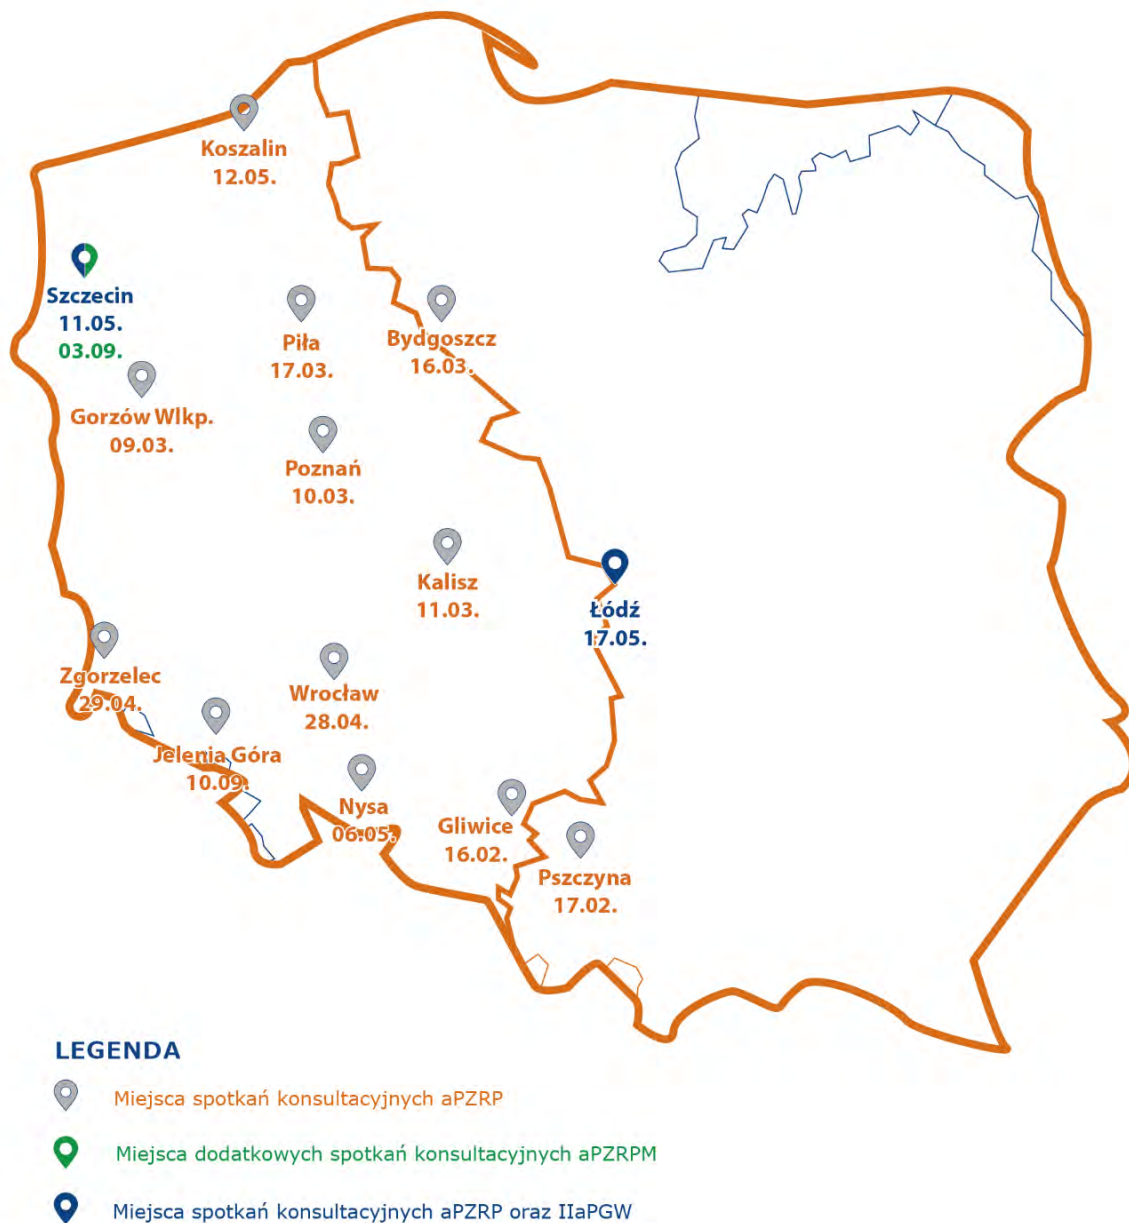 Koszalin
12.05.
Szczecin
11.05.
03.09.
Piła
17.03.
Bydgoszcz
16.03.
Gorzów Wlkp.
09.03.
Poznań
10.03.
Kalisz
11.03.
Łódź
17.05.
Zgorzelec
29.04.
Wrocław
28.04.
Jelenia Góra
10.09.
Nysa
06.05.
Gliwice
16.02.
Pszczyna
17.02.
LEGENDA
Miejsca spotkań konsultacyjnych aPZRP
Miejsca dodatkowych spotkań konsultacyjnych aPZRPM
Miejsca spotkań konsultacyjnych aPZRP oraz IIaPGW